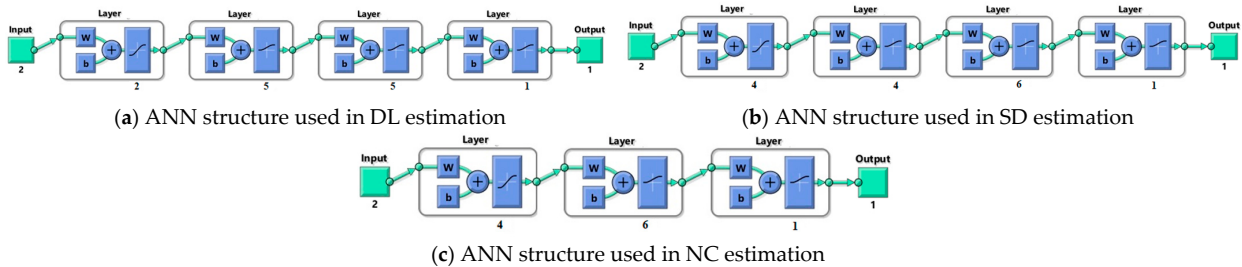 Layer Layer Layer Layer
Input Output
W W W W
b b b b
2 1
2 5 5 1
(a) ANN structure used in DL estimation
Layer Layer Layer Layer
Input Output
W W W W
b b b b
2 1
4 4 6 1
(b) ANN structure used in SD estimation
Layer Layer Layer
Input Output
W W W
b b b
2 1
4 6 1
(c) ANN structure used in NC estimation